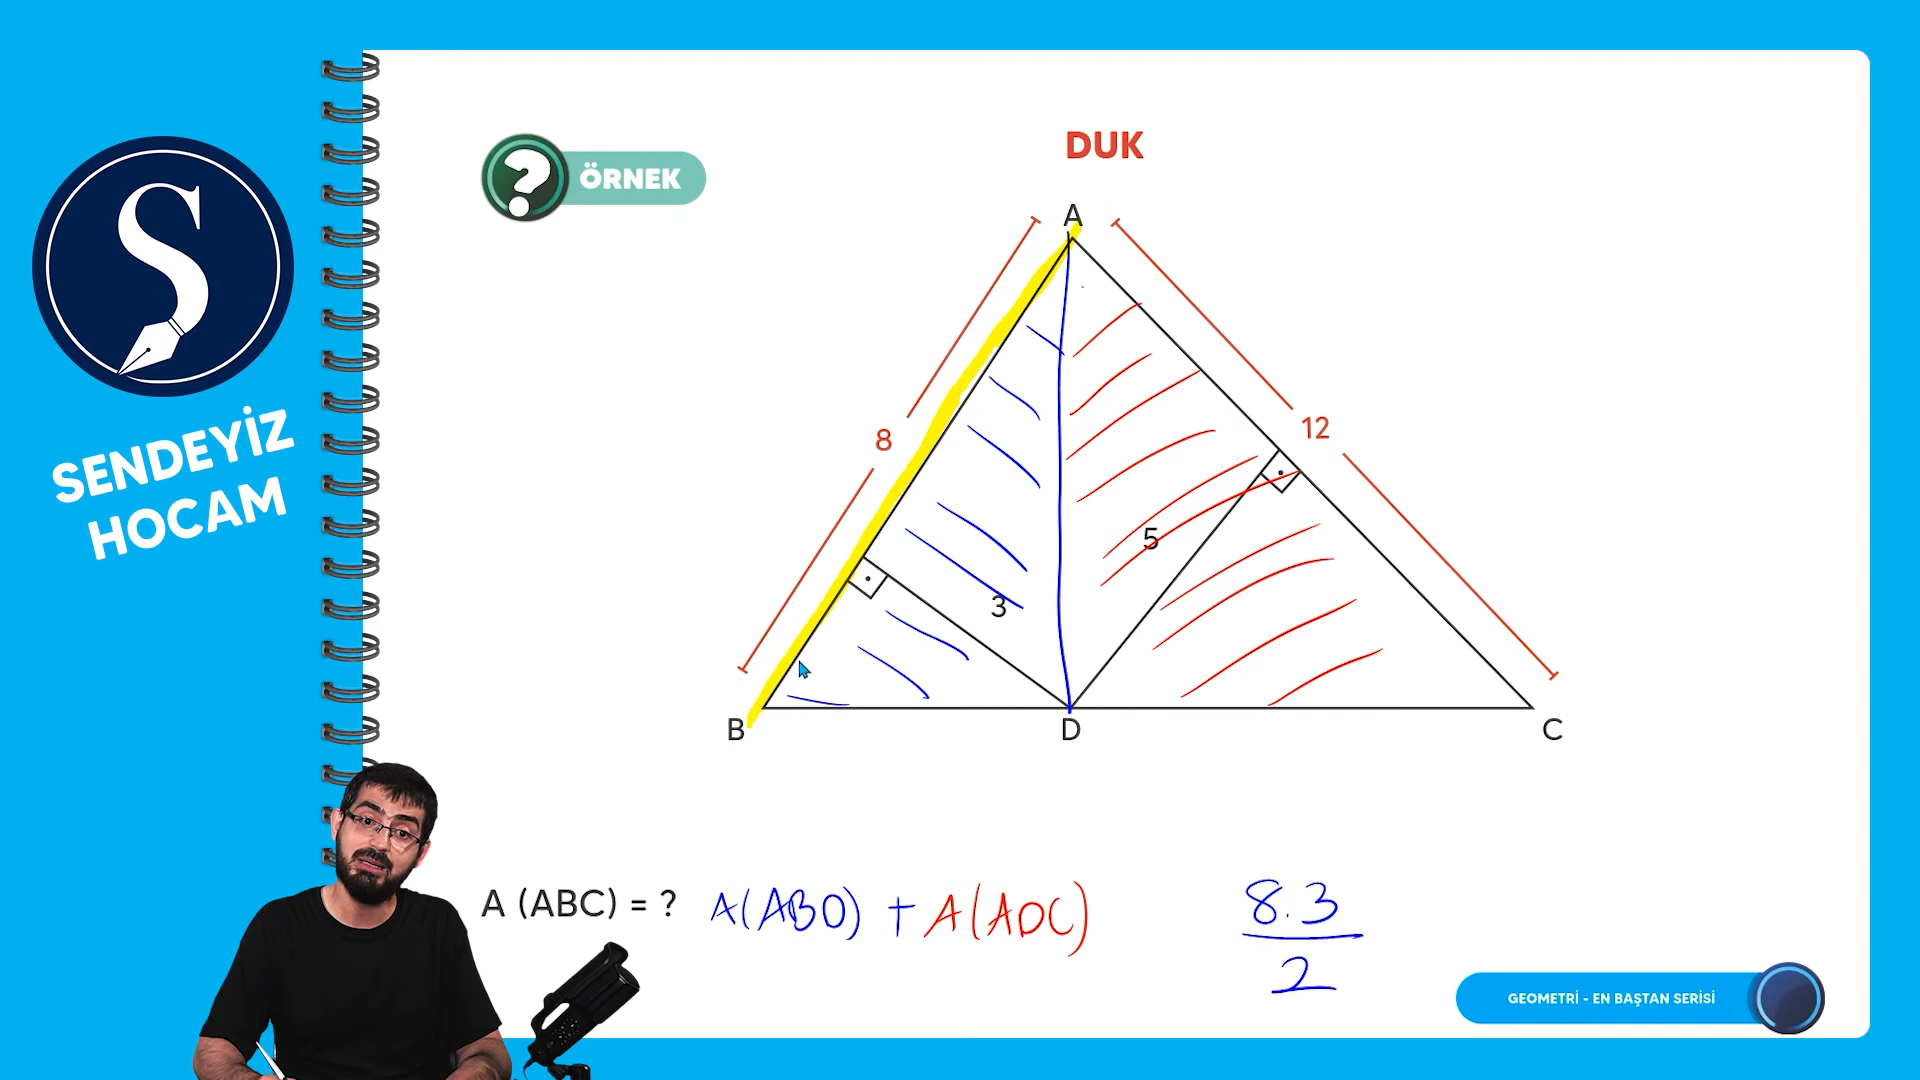 SENDEYİZ
HOCAM
ÖRNEK
DUK
A
8
12
5
3
B
D
C
A (ABC) = ? A(ABD) + A(ADC)
8.3
2
GEOMETRİ - EN BAŞTAN SERİSİ